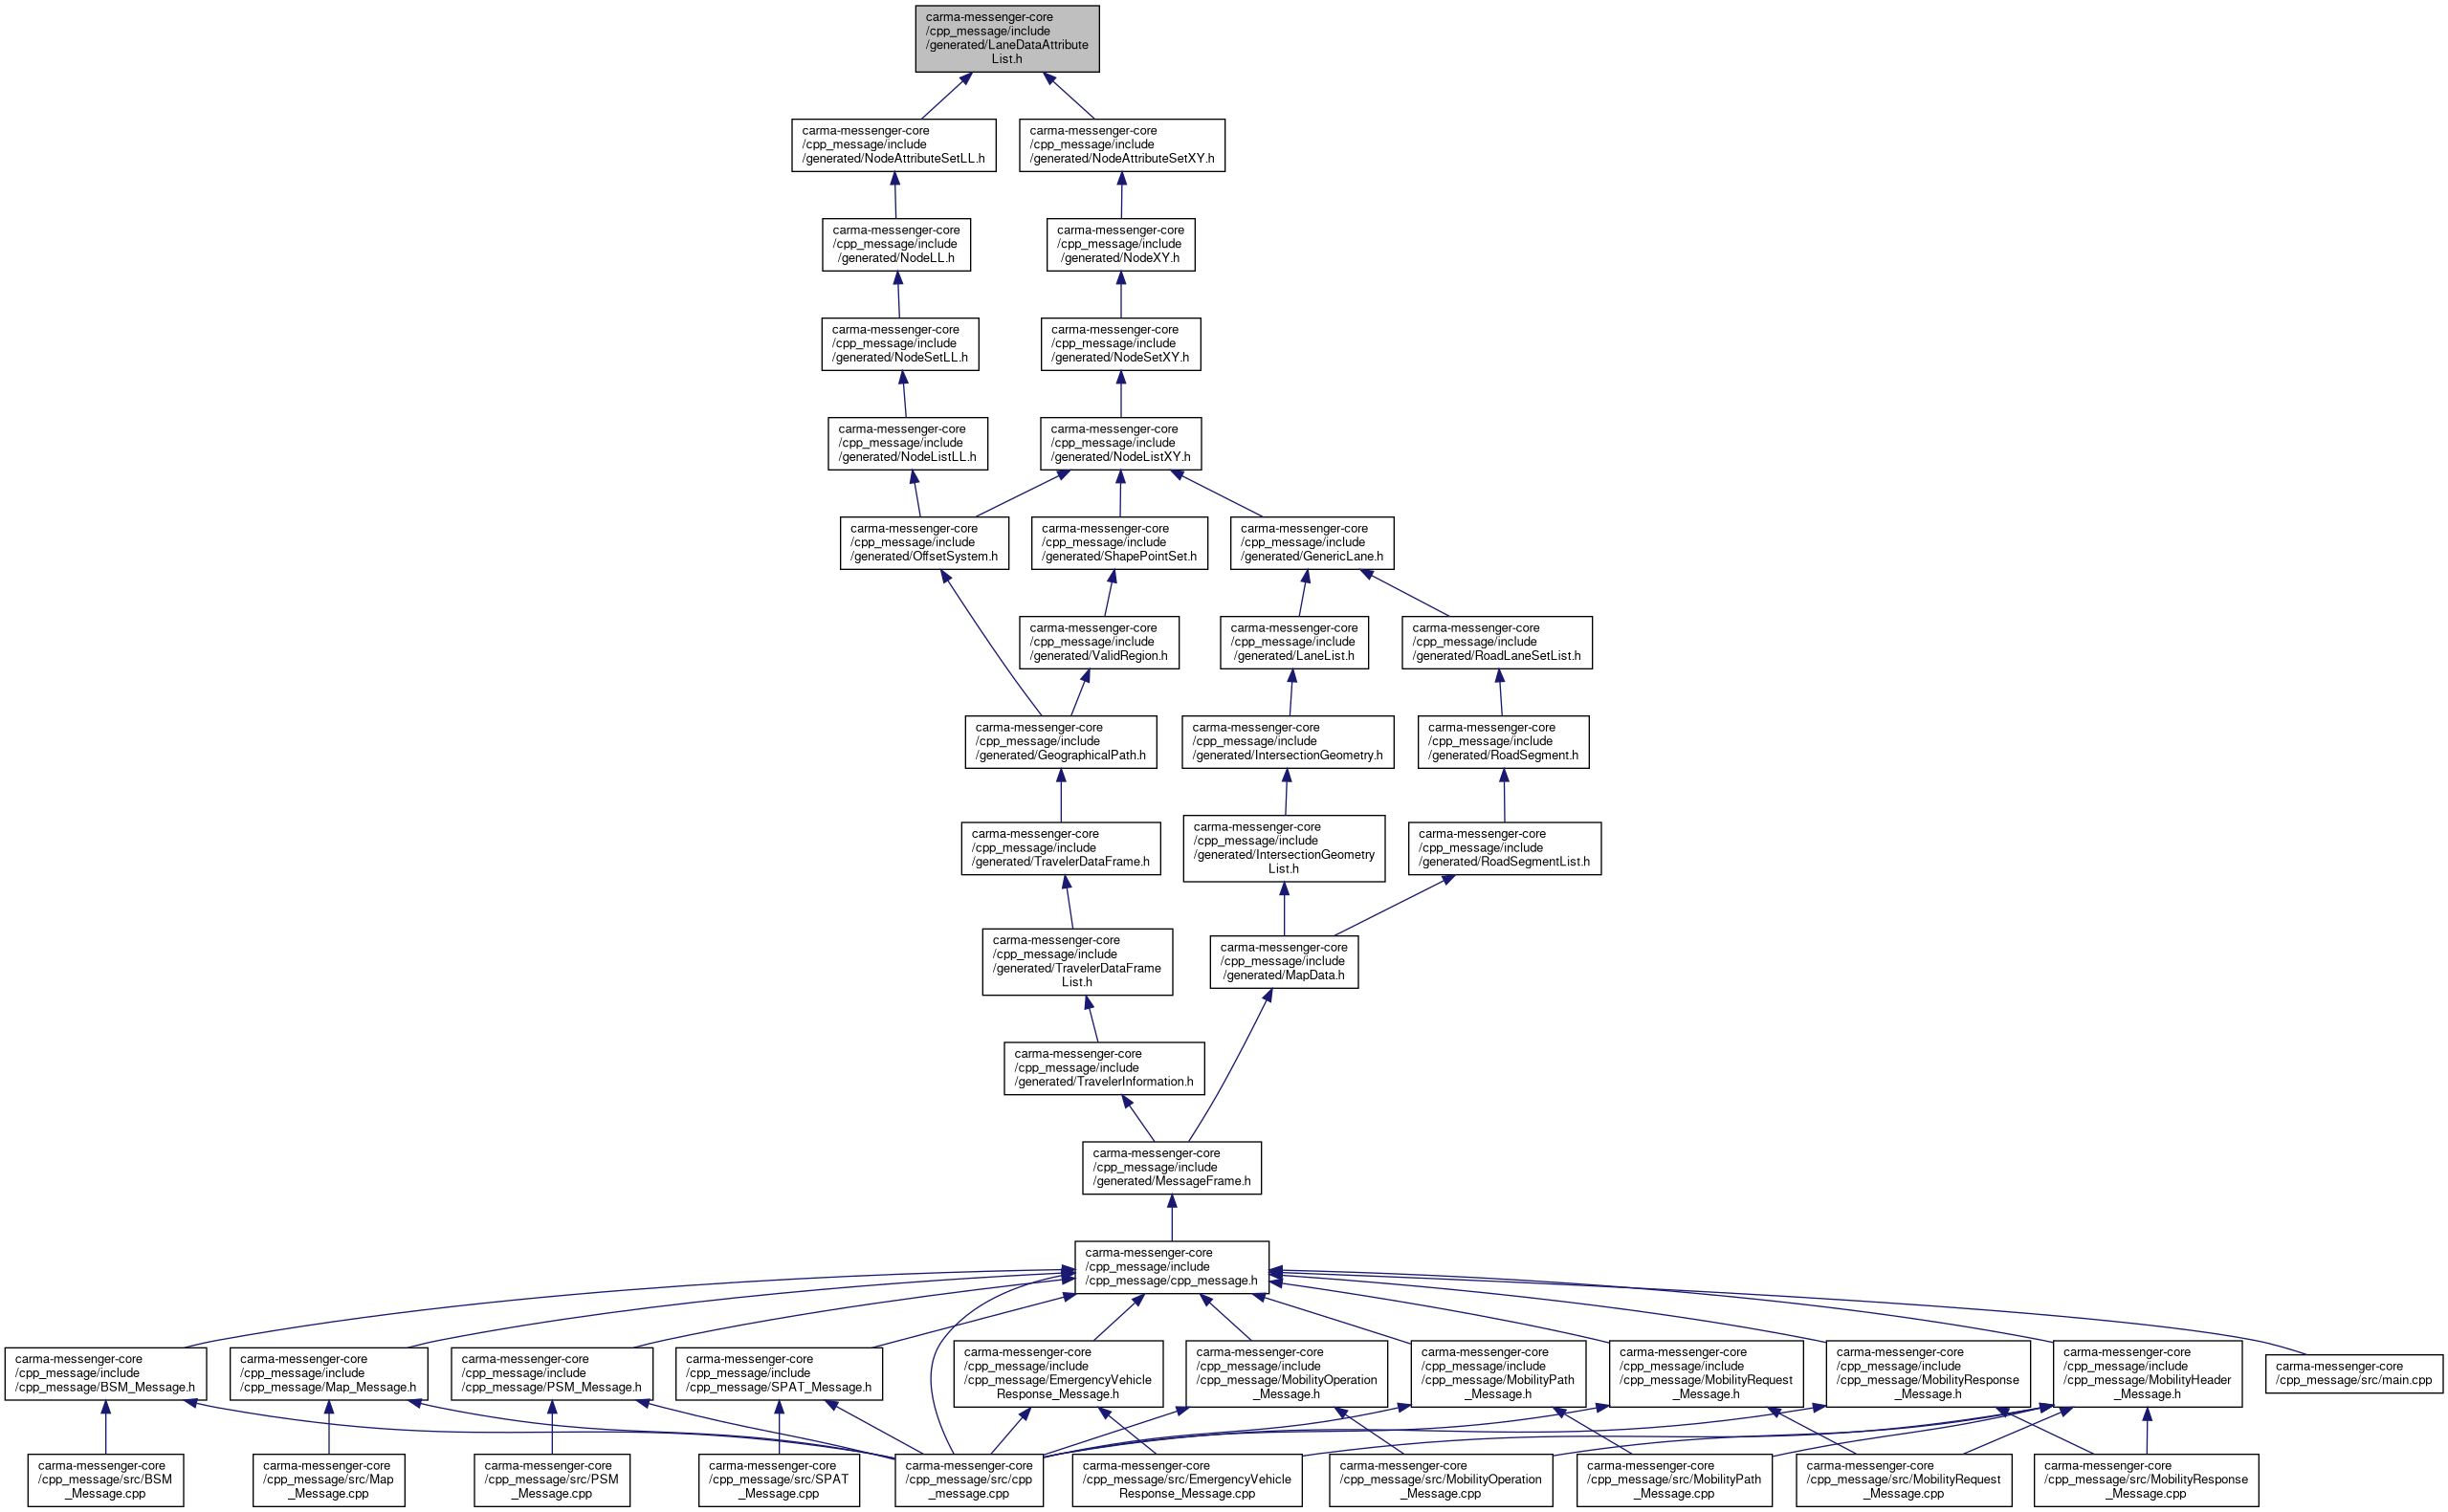 carma-messenger-core
/cpp_message/include
/generated/LaneDataAttribute
List.h
carma-messenger-core
/cpp_message/include
/generated/NodeAttributeSetLL.h
carma-messenger-core
/cpp_message/include
/generated/NodeAttributeSetXY.h
carma-messenger-core
/cpp_message/include
/generated/NodeLL.h
carma-messenger-core
/cpp_message/include
/generated/NodeXY.h
carma-messenger-core
/cpp_message/include
/generated/NodeSetLL.h
carma-messenger-core
/cpp_message/include
/generated/NodeSetXY.h
carma-messenger-core
/cpp_message/include
/generated/NodeListLL.h
carma-messenger-core
/cpp_message/include
/generated/NodeListXY.h
carma-messenger-core
/cpp_message/include
/generated/OffsetSystem.h
carma-messenger-core
/cpp_message/include
/generated/ShapePointSet.h
carma-messenger-core
/cpp_message/include
/generated/GenericLane.h
carma-messenger-core
/cpp_message/include
/generated/ValidRegion.h
carma-messenger-core
/cpp_message/include
/generated/LaneList.h
carma-messenger-core
/cpp_message/include
/generated/RoadLaneSetList.h
carma-messenger-core
/cpp_message/include
/generated/GeographicalPath.h
carma-messenger-core
/cpp_message/include
/generated/IntersectionGeometry.h
carma-messenger-core
/cpp_message/include
/generated/RoadSegment.h
carma-messenger-core
/cpp_message/include
/generated/TravelerDataFrame.h
carma-messenger-core
/cpp_message/include
/generated/IntersectionGeometry
List.h
carma-messenger-core
/cpp_message/include
/generated/RoadSegmentList.h
carma-messenger-core
/cpp_message/include
/generated/TravelerDataFrame
List.h
carma-messenger-core
/cpp_message/include
/generated/MapData.h
carma-messenger-core
/cpp_message/include
/generated/TravelerInformation.h
carma-messenger-core
/cpp_message/include
/generated/MessageFrame.h
carma-messenger-core
/cpp_message/include
/cpp_message/cpp_message.h
carma-messenger-core
/cpp_message/include
/cpp_message/BSM_Message.h
carma-messenger-core
/cpp_message/include
/cpp_message/Map_Message.h
carma-messenger-core
/cpp_message/include
/cpp_message/PSM_Message.h
carma-messenger-core
/cpp_message/include
/cpp_message/SPAT_Message.h
carma-messenger-core
/cpp_message/include
/cpp_message/EmergencyVehicle
Response_Message.h
carma-messenger-core
/cpp_message/include
/cpp_message/MobilityOperation
_Message.h
carma-messenger-core
/cpp_message/include
/cpp_message/MobilityPath
_Message.h
carma-messenger-core
/cpp_message/include
/cpp_message/MobilityRequest
_Message.h
carma-messenger-core
/cpp_message/include
/cpp_message/MobilityResponse
_Message.h
carma-messenger-core
/cpp_message/include
/cpp_message/MobilityHeader
_Message.h
carma-messenger-core
/cpp_message/src/main.cpp
carma-messenger-core
/cpp_message/src/BSM
_Message.cpp
carma-messenger-core
/cpp_message/src/Map
_Message.cpp
carma-messenger-core
/cpp_message/src/PSM
_Message.cpp
carma-messenger-core
/cpp_message/src/SPAT
_Message.cpp
carma-messenger-core
/cpp_message/src/cpp
_message.cpp
carma-messenger-core
/cpp_message/src/EmergencyVehicle
Response_Message.cpp
carma-messenger-core
/cpp_message/src/MobilityOperation
_Message.cpp
carma-messenger-core
/cpp_message/src/MobilityPath
_Message.cpp
carma-messenger-core
/cpp_message/src/MobilityRequest
_Message.cpp
carma-messenger-core
/cpp_message/src/MobilityResponse
_Message.cpp